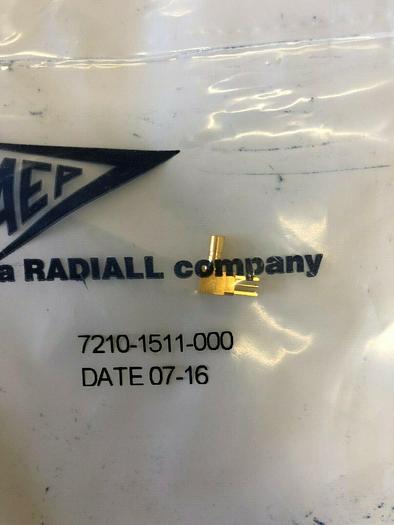 AEP
a RADIALL company
7210-1511-000
DATE 07-16